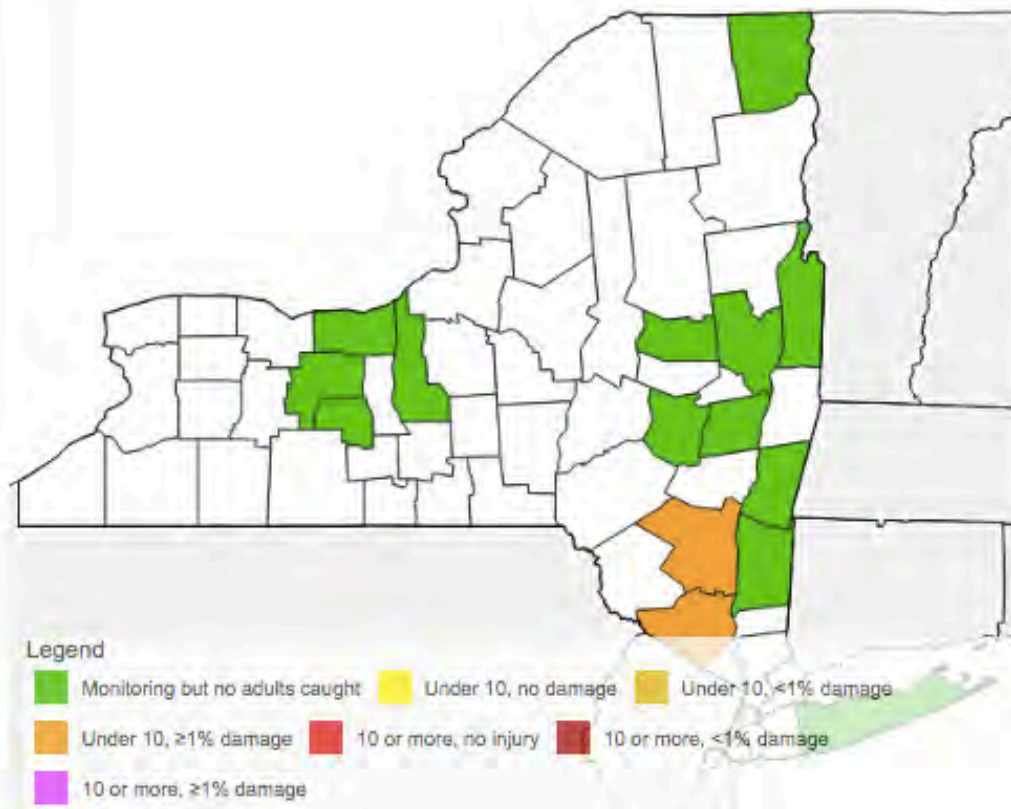 Legend
Monitoring but no adults caught Under 10, no damage Under 10, <1% damage
Under 10, ≥1% damage 10 or more, no injury 10 or more, <1% damage
10 or more, ≥1% damage